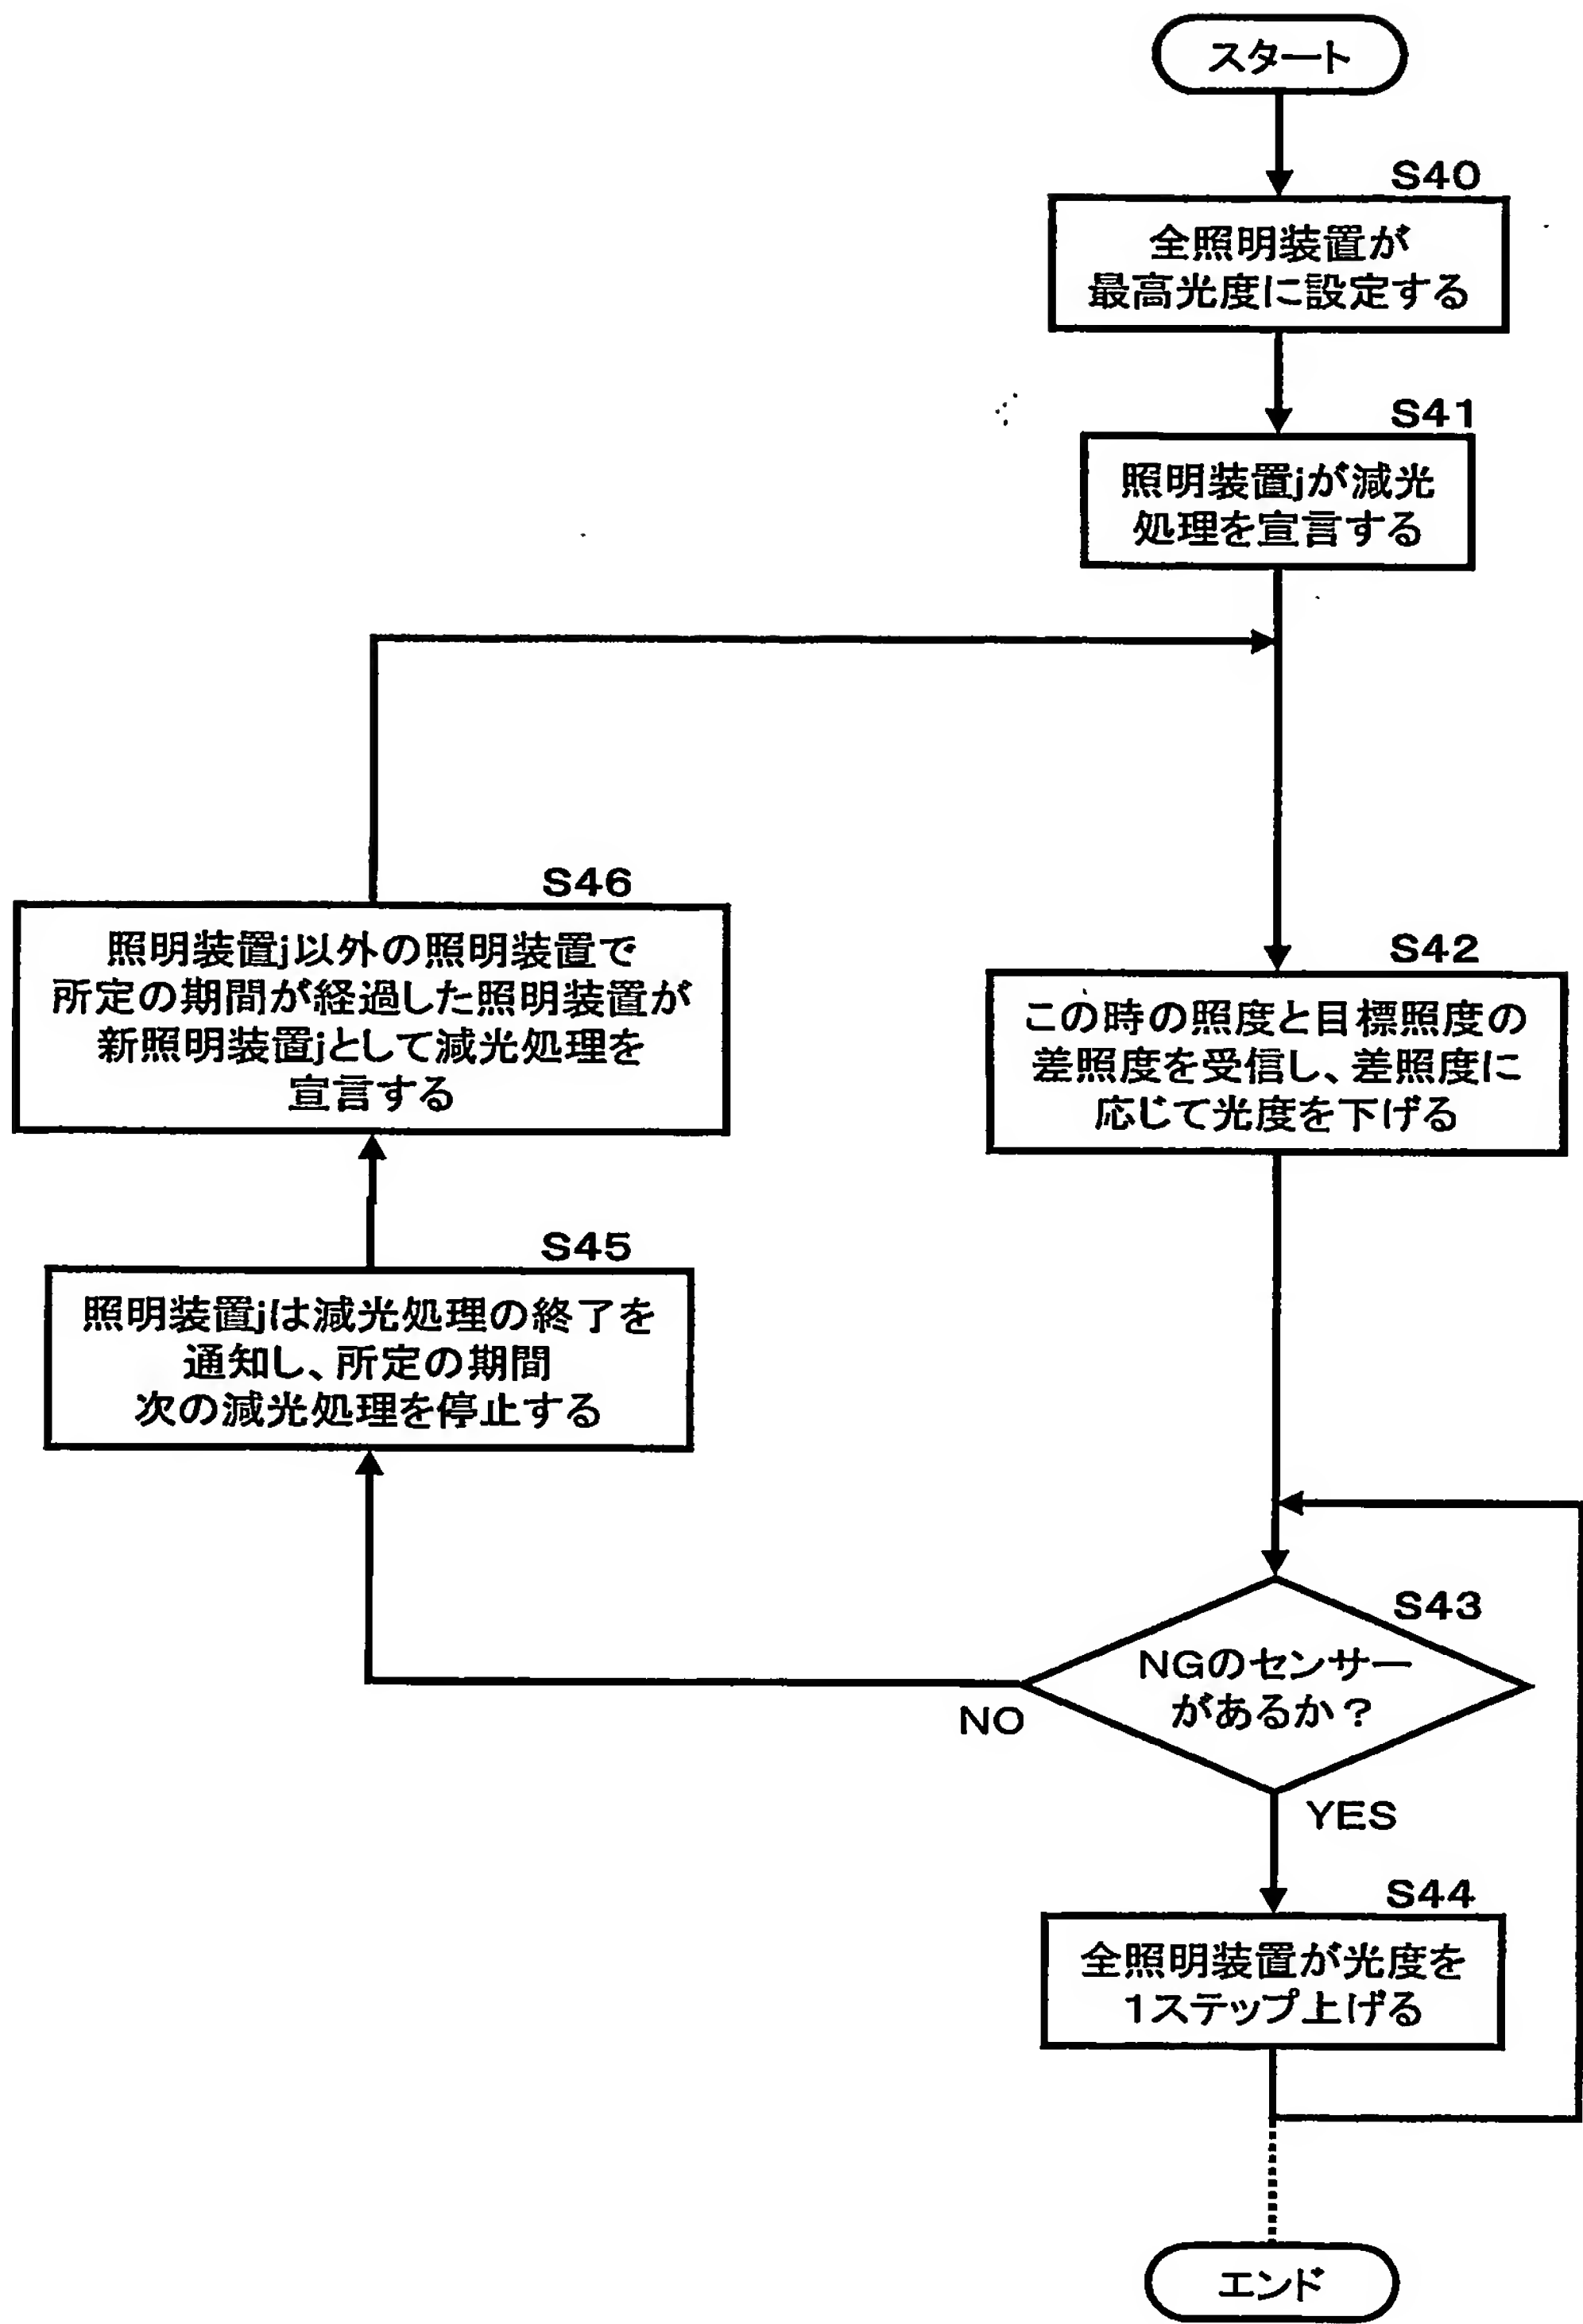 スタート
S40
全照明装置が
最高光度に設定する
S41
照明装置jが減光
処理を宣言する
S46
照明装置j以外の照明装置で
所定の期間が経過した照明装置が
新照明装置jとして減光処理を
宣言する
S42
この時の照度と目標照度の
差照度を受信し、差照度に
応じて光度を下げる
S45
照明装置jは減光処理の終了を
通知し、所定の期間
次の減光処理を停止する
S43
NGのセンサー
があるか？
NO
YES
S44
全照明装置が光度を
1ステップ上げる
エンド